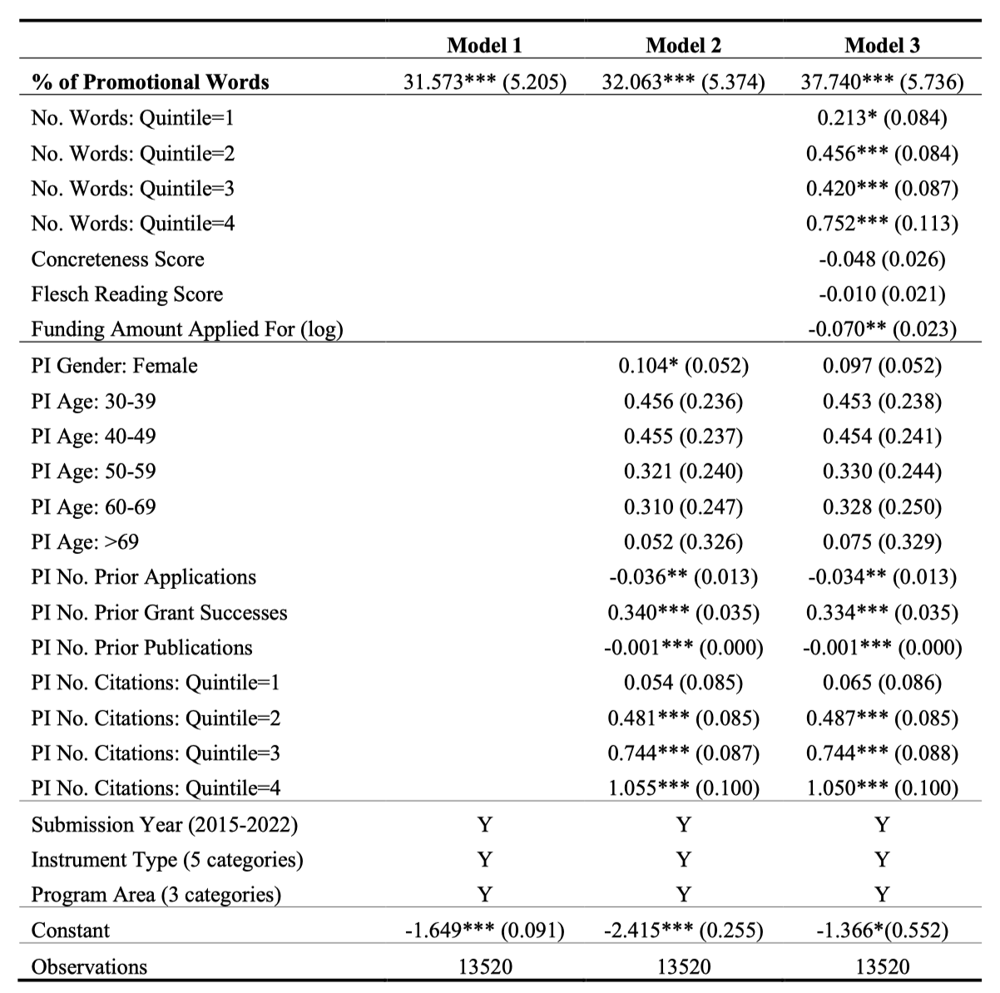 Model 1 Model 2 Model 3
% of Promotional Words 31.573*** (5.205) 32.063*** (5.374) 37.740*** (5.736)
No. Words: Quintile=1 0.213* (0.084)
No. Words: Quintile=2 0.456*** (0.084)
No. Words: Quintile=3 0.420*** (0.087)
No. Words: Quintile=4 0.752*** (0.113)
Concreteness Score -0.048 (0.026)
Flesch Reading Score -0.010 (0.021)
Funding Amount Applied For (log) -0.070** (0.023)
PI Gender: Female 0.104* (0.052) 0.097 (0.052)
PI Age: 30-39 0.456 (0.236) 0.453 (0.238)
PI Age: 40-49 0.455 (0.237) 0.454 (0.241)
PI Age: 50-59 0.321 (0.240) 0.330 (0.244)
PI Age: 60-69 0.310 (0.247) 0.328 (0.250)
PI Age: >69 0.052 (0.326) 0.075 (0.329)
PI No. Prior Applications -0.036** (0.013) -0.034** (0.013)
PI No. Prior Grant Successes 0.340*** (0.035) 0.334*** (0.035)
PI No. Prior Publications -0.001*** (0.000) -0.001*** (0.000)
PI No. Citations: Quintile=1 0.054 (0.085) 0.065 (0.086)
PI No. Citations: Quintile=2 0.481*** (0.085) 0.487*** (0.085)
PI No. Citations: Quintile=3 0.744*** (0.087) 0.744*** (0.088)
PI No. Citations: Quintile=4 1.055*** (0.100) 1.050*** (0.100)
Submission Year (2015-2022) Y Y Y
Instrument Type (5 categories) Y Y Y
Program Area (3 categories) Y Y Y
Constant -1.649*** (0.091) -2.415*** (0.255) -1.366*(0.552)
Observations 13520 13520 13520